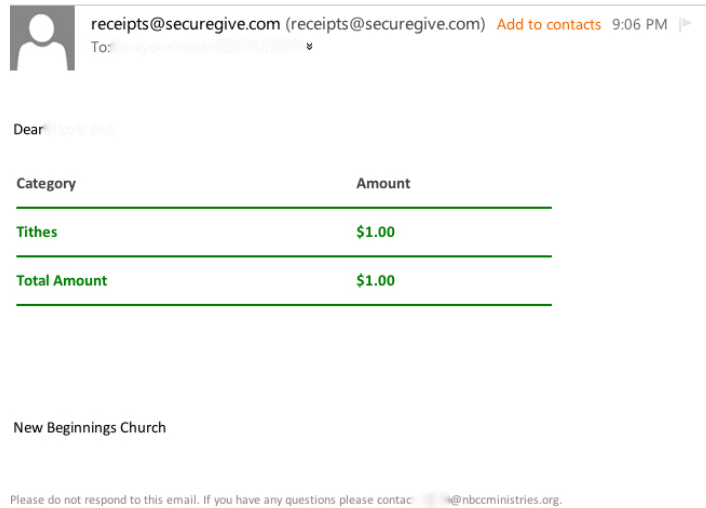 receipts@securegive.com (receipts@securegive.com) Add to contacts 9:06 PM
To:
Dear
Category Amount
Tithes $1.00
Total Amount $1.00
New Beginnings Church
Please do not respond to this email. If you have any questions please contac @nbccministries.org.